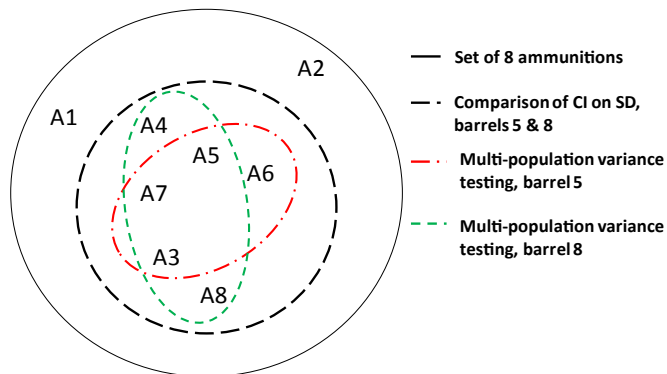 A1
A2
A4
A5
A6
A7
A3
A8
Set of 8 ammunitions
Comparison of CI on SD,
barrels 5 & 8
Multi-population variance
testing, barrel 5
Multi-population variance
testing, barrel 8